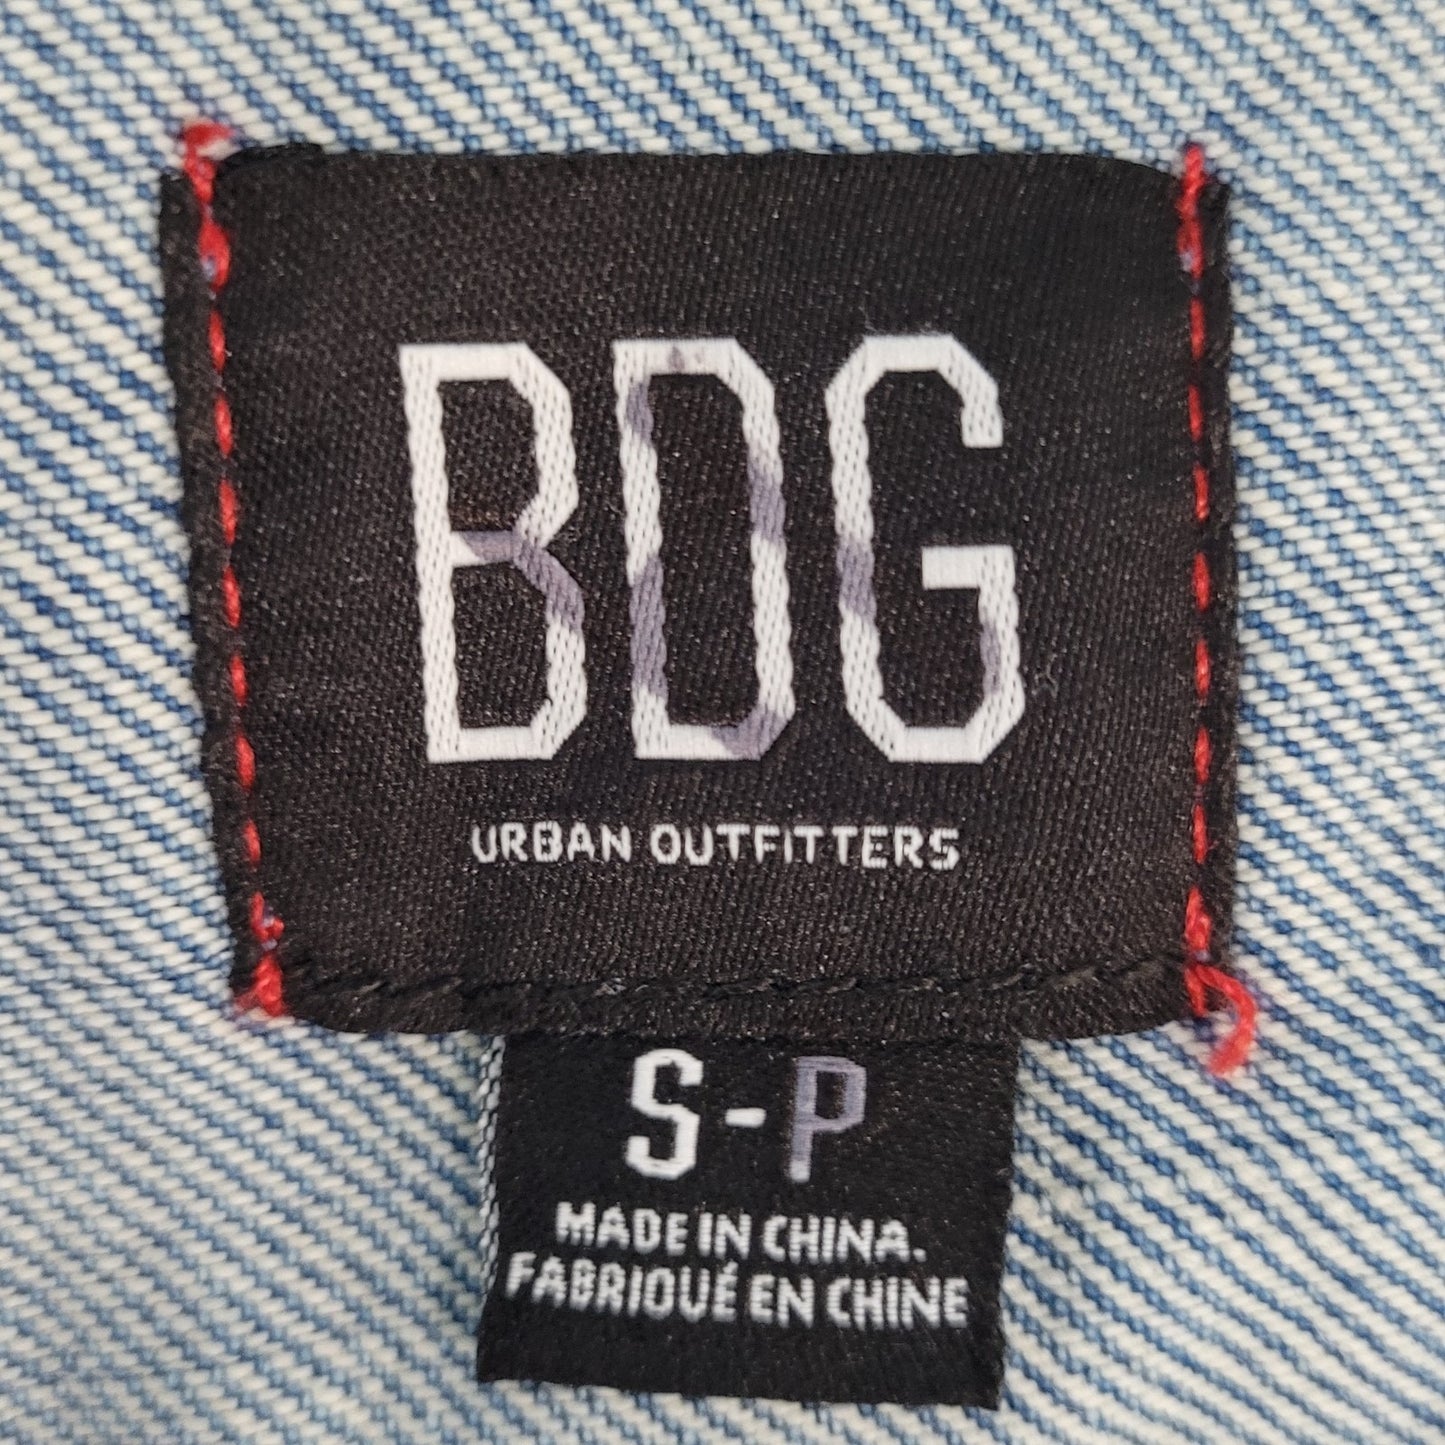 BDG
URBAN OUTFITTERS
S-P
MADE IN CHINA.
FABRIQUÉ EN CHINE